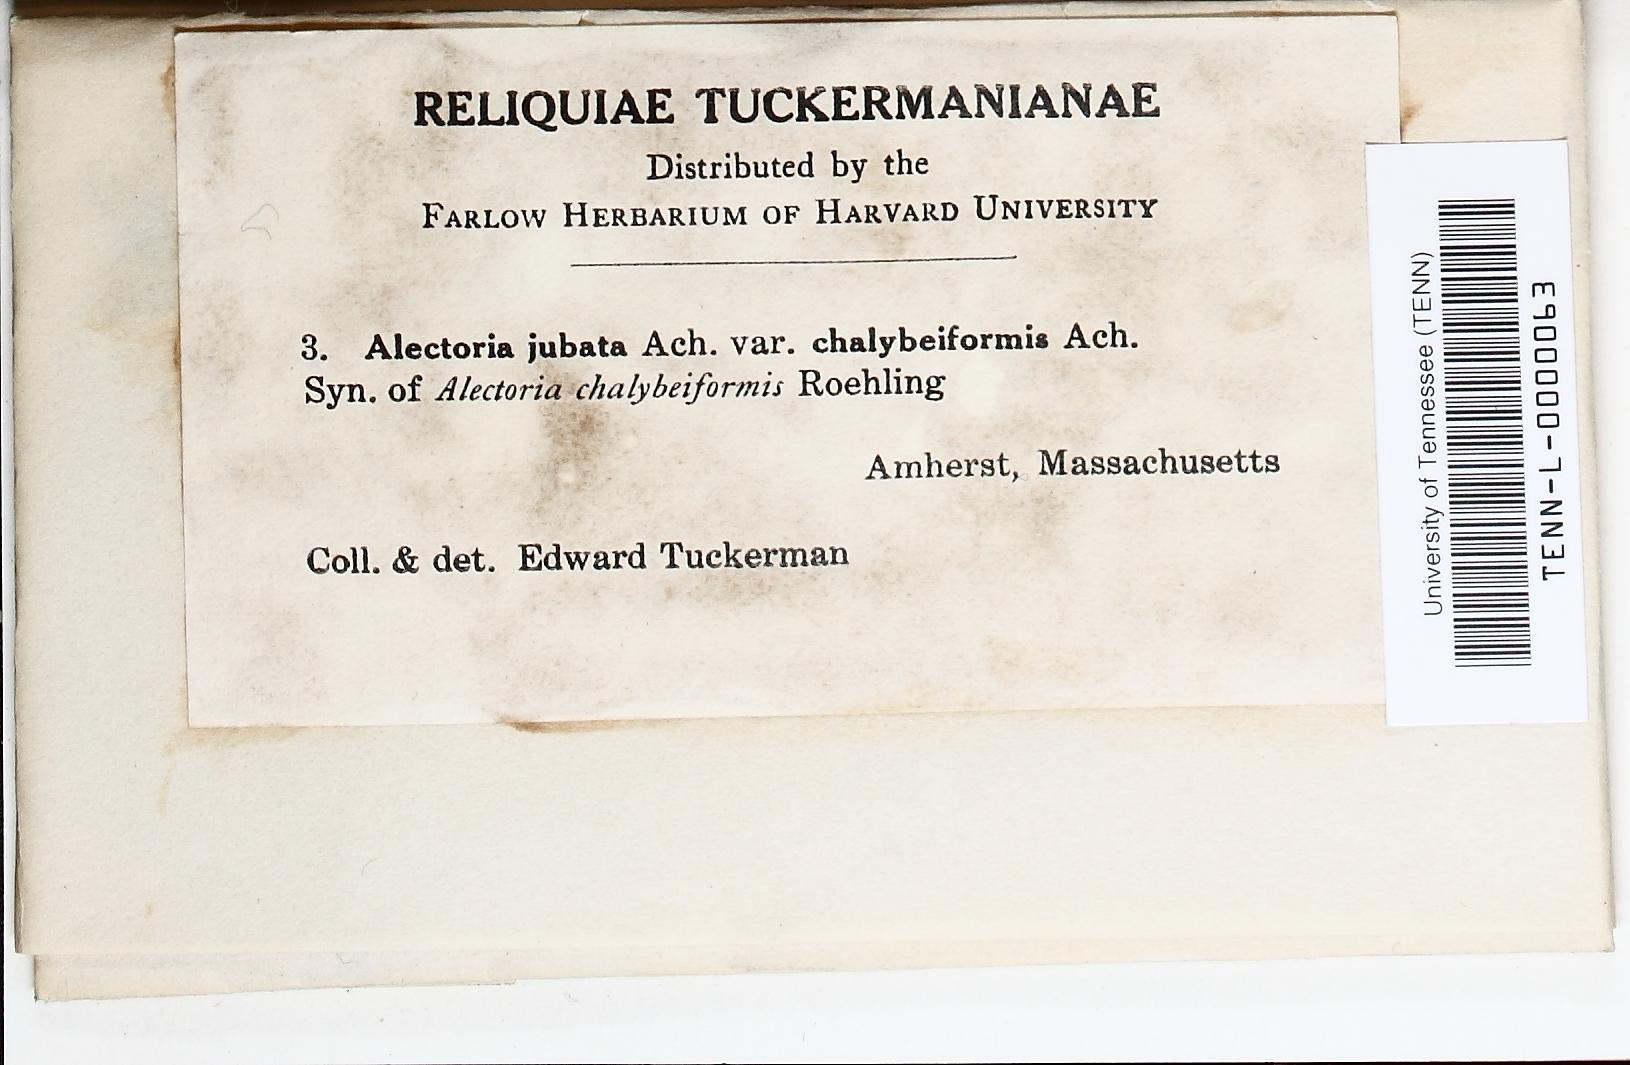 RELIQUIAE TUCKERMANIANAE
Distributed by the
FARLOW HERBARIUM OF HARVARD UNIVERSITY
3. Alectoria jubata Ach. var. chalybeiformis Ach.
Syn. of Alectoria chalybeiformis Roehling
Amherst, Massachusetts
Coll. & det. Edward Tuckerman
University of Tennessee (TENN)
TENN-L-0000063